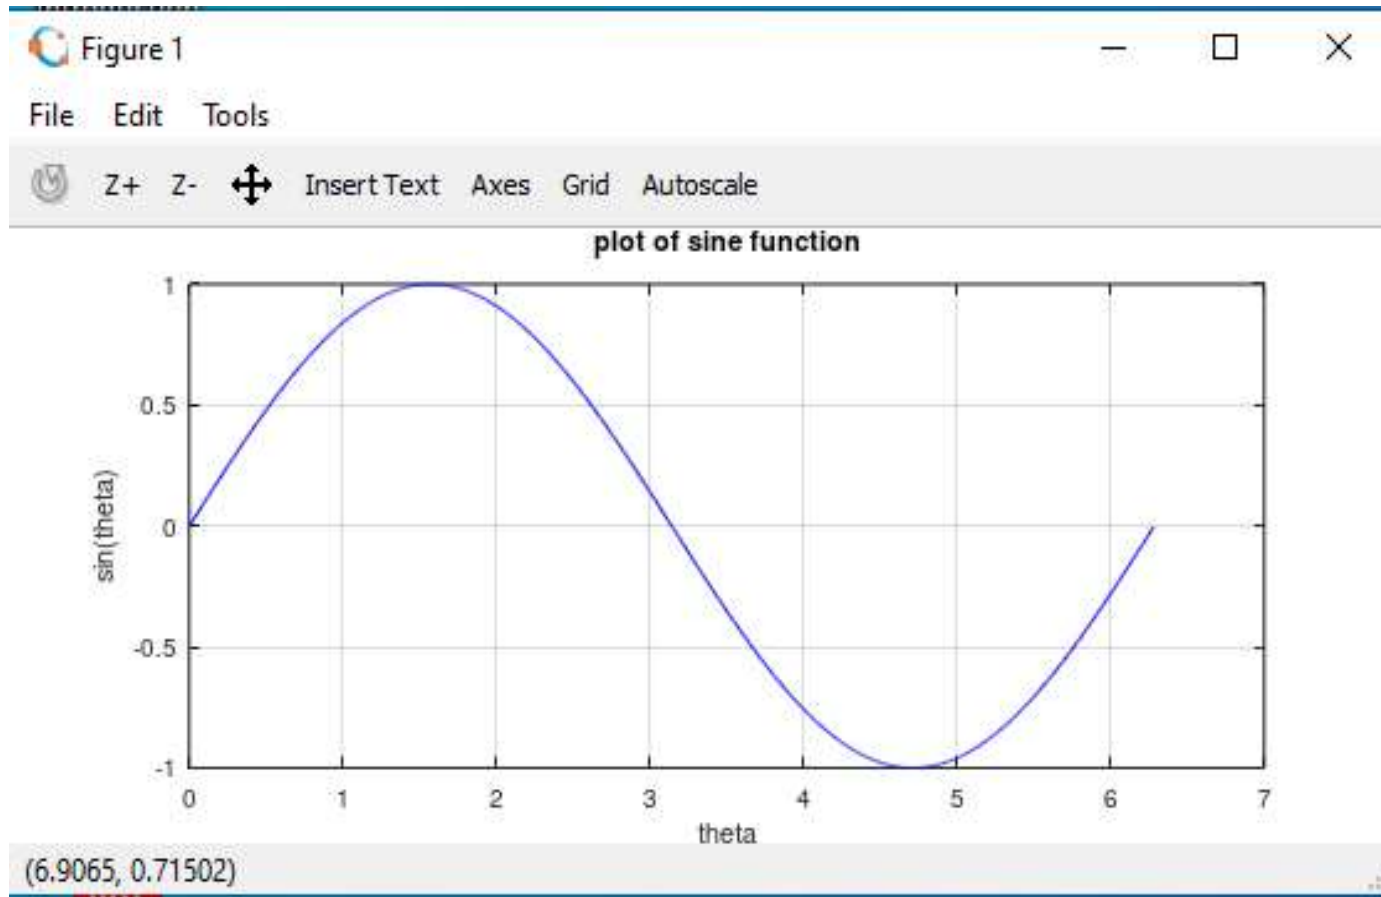 Figure 1
File Edit Tools
Z+ Z- Insert Text Axes Grid Autoscale
plot of sine function
1
0.5
0
-0.5
-1
sin(theta)
0 1 2 3 4 5 6 7
theta
(6.9065, 0.71502)